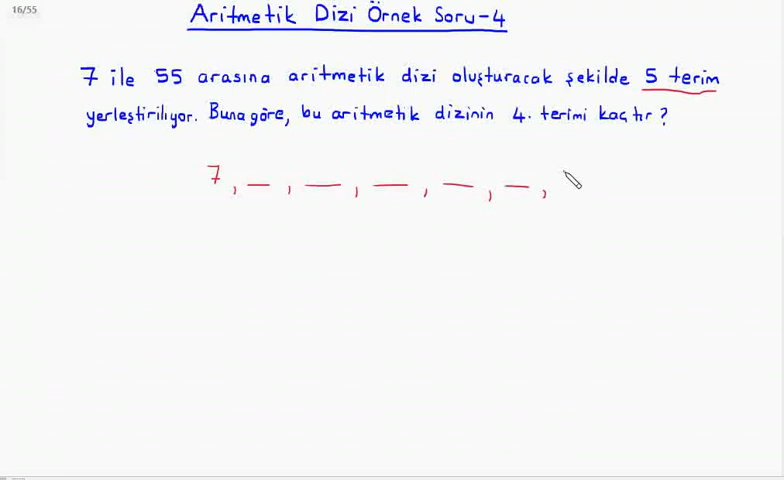 16/55
Aritmetik Dizi Örnek Soru-4
7 ile 55 arasına aritmetik dizi oluşturacak şekilde 5 terim
yerleştiriliyor. Buna göre, bu aritmetik dizinin 4. terimi kaçtır?
7, __, __, __, __, __,